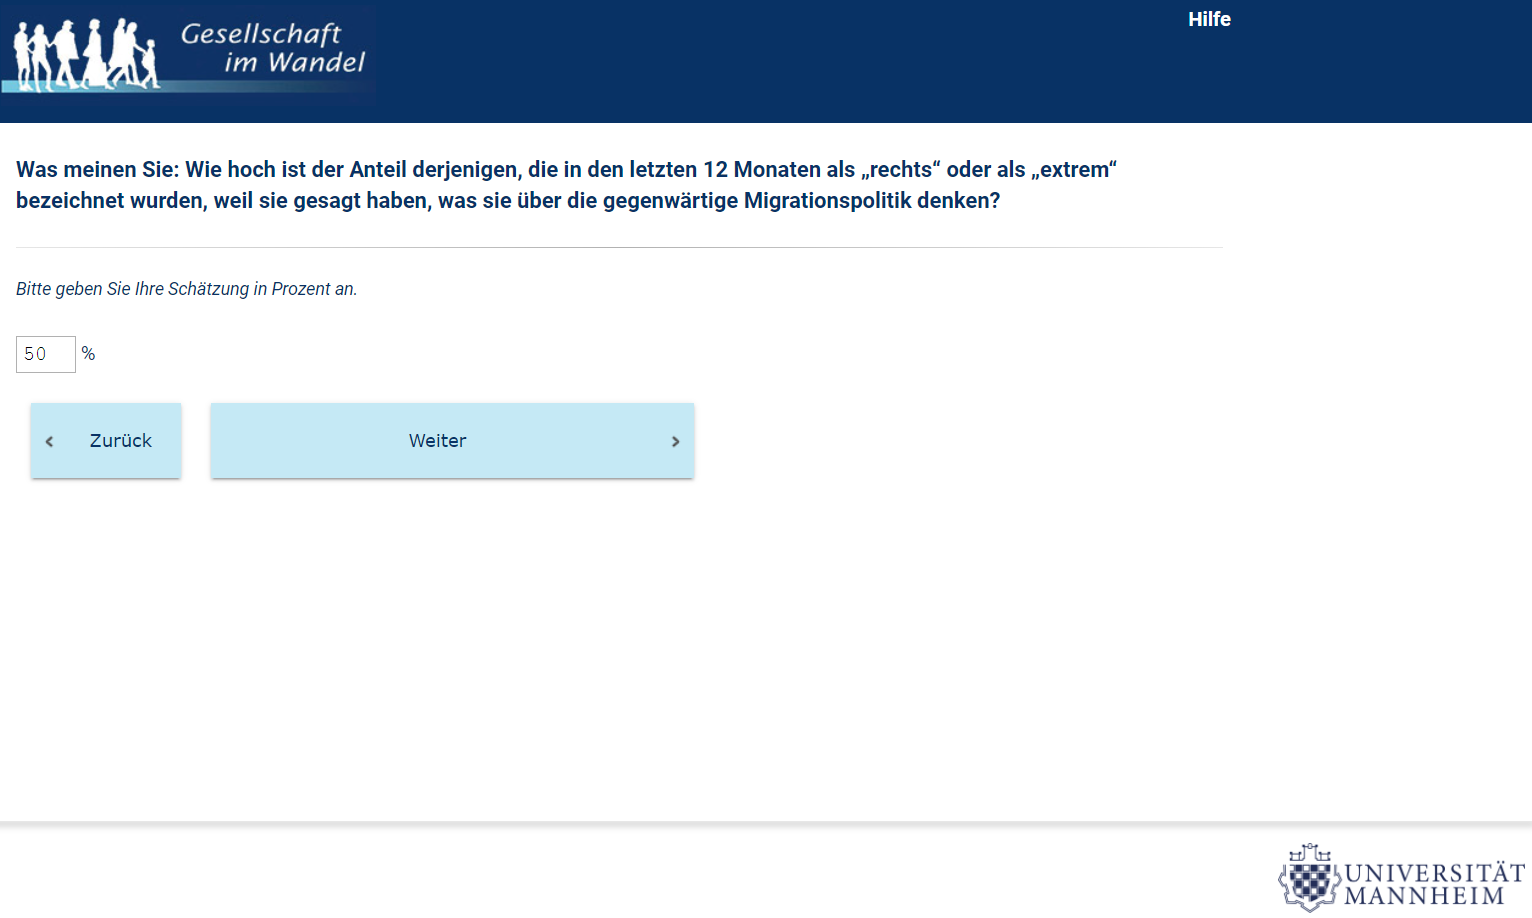 Gesellschaft
im Wandel
Hilfe
Was meinen Sie: Wie hoch ist der Anteil derjenigen, die in den letzten 12 Monaten als „rechts“ oder als „extrem“
bezeichnet wurden, weil sie gesagt haben, was sie über die gegenwärtige Migrationspolitik denken?
Bitte geben Sie Ihre Schätzung in Prozent an.
50 %
Zurück
Weiter
UNIVERSITÄT
MANNHEIM